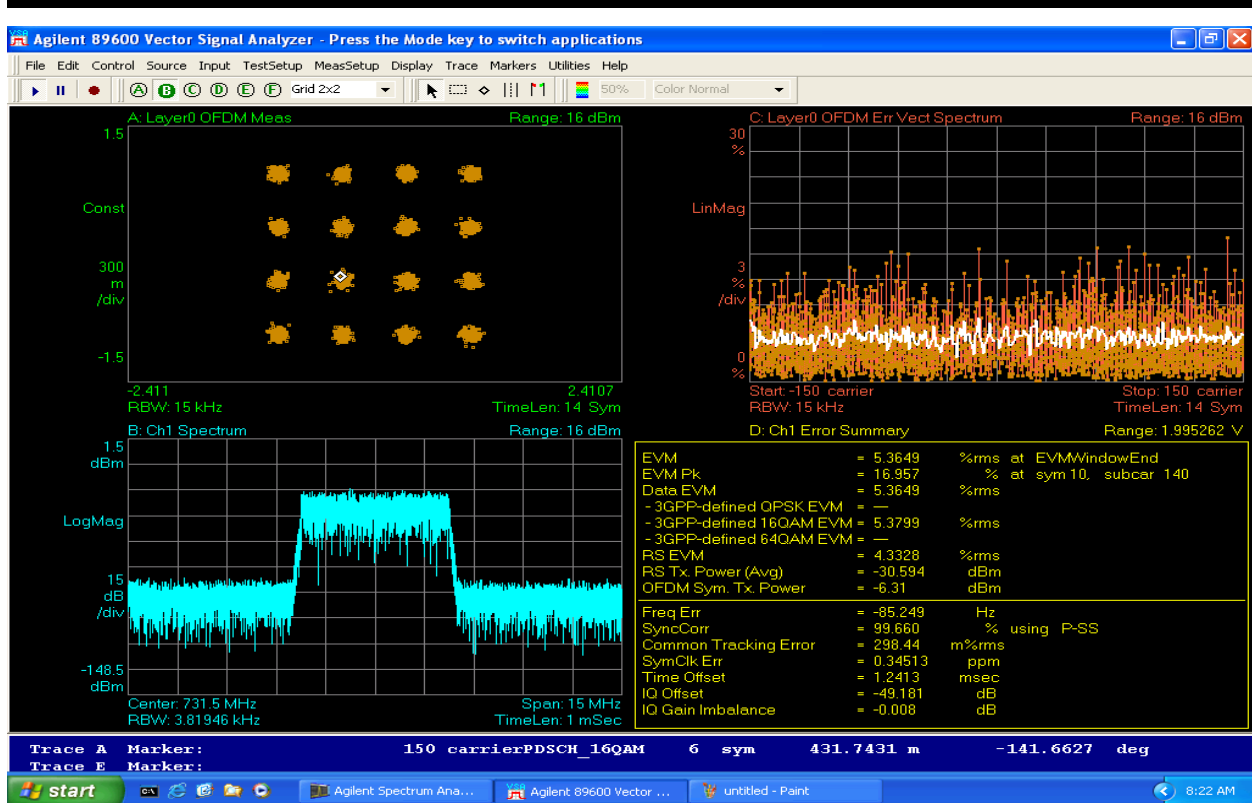 Agilent 89600 Vector Signal Analyzer - Press the Mode key to switch applications
File Edit Control Source Input TestSetup MeasSetup Display Trace Markers Utilities Help
A B C D E F Grid 2x2 50% Color Normal
A: Layer0 OFDM Meas Range: 16 dBm
1.5
Const
300
m
/div
-1.5
-2.411 2.4107
RBW: 15 kHz TimeLen: 14 Sym
C: Layer0 OFDM Err Vect Spectrum Range: 16 dBm
30
%
LinMag
3
%
/div
0
%
Start: -150 carrier Stop: 150 carrier
RBW: 15 kHz TimeLen: 14 Sym
B: Ch1 Spectrum Range: 16 dBm
1.5
dBm
LogMag
15
dB
/div
-148.5
dBm
Center: 731.5 MHz Span: 15 MHz
RBW: 3.81946 kHz TimeLen: 1 mSec
D: Ch1 Error Summary Range: 1.995262 V
EVM = 5.3649 %rms at EVMWindowEnd
EVM Pk = 16.957 % at sym 10, subcar 140
Data EVM = 5.3649 %rms
- 3GPP-defined QPSK EVM = —
- 3GPP-defined 16QAM EVM = 5.3799 %rms
- 3GPP-defined 64QAM EVM = —
RS EVM = 4.3328 %rms
RS Tx. Power (Avg) = -30.594 dBm
OFDM Sym. Tx. Power = -6.31 dBm
Freq Err = -85.249 Hz
SyncCorr = 99.660 % using P-SS
Common Tracking Error = 298.44 m%rms
SymClk Err = 0.34513 ppm
Time Offset = 1.2413 msec
IQ Offset = -49.181 dB
IQ Gain Imbalance = -0.008 dB
Trace A Marker: 150 carrierPDSCH_16QAM 6 sym 431.7431 m -141.6627 deg
Trace E Marker:
start Agilent Spectrum Ana... Agilent 89600 Vector ... untitled - Paint 8:22 AM